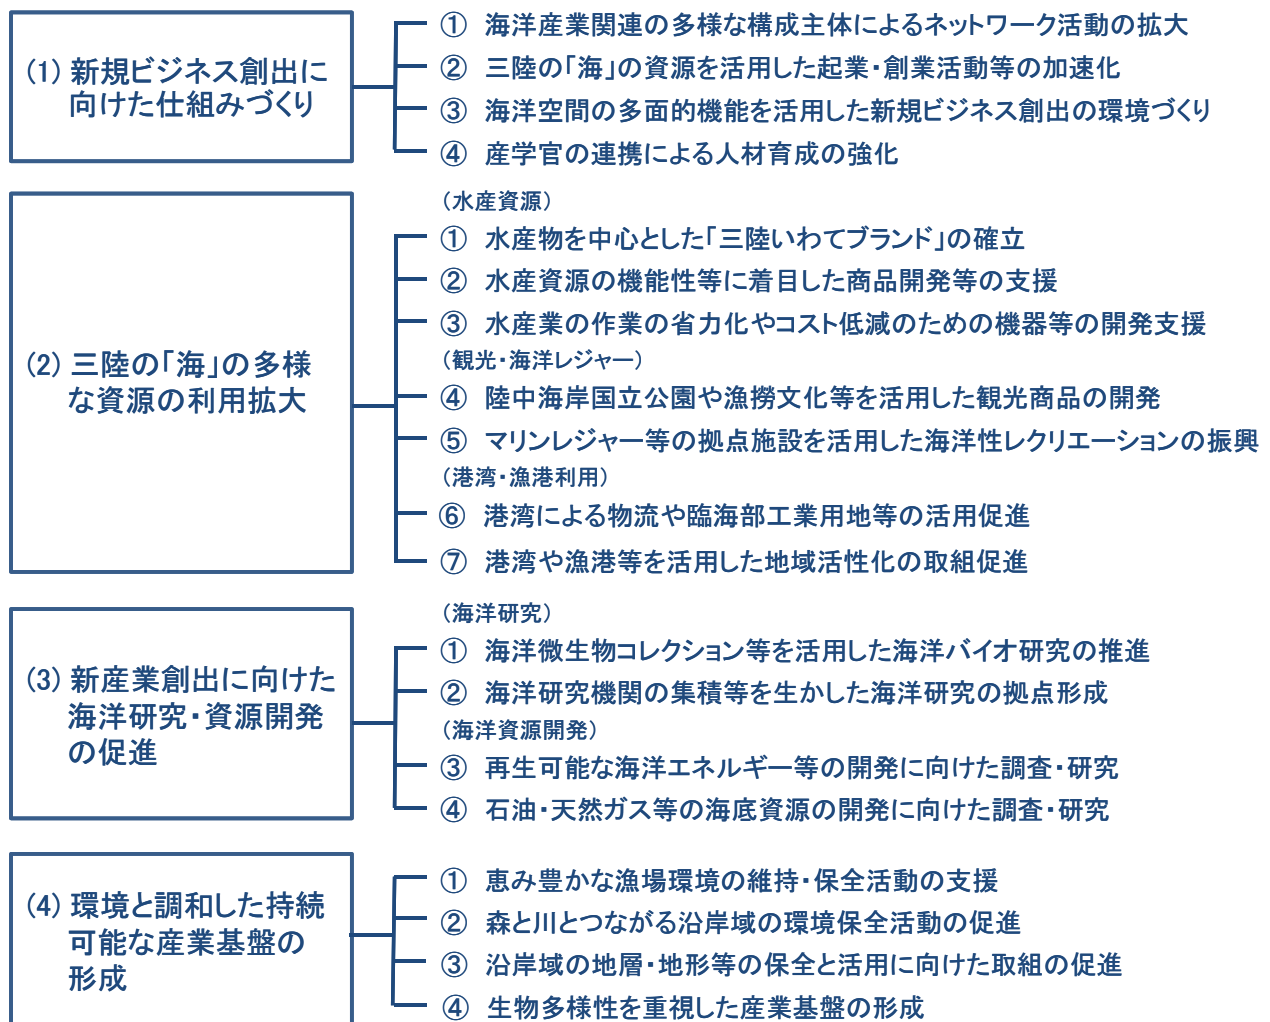 (1) 新規ビジネス創出に
向けた仕組みづくり
① 海洋産業関連の多様な構成主体によるネットワーク活動の拡大
② 三陸の「海」の資源を活用した起業・創業活動等の加速化
③ 海洋空間の多面的機能を活用した新規ビジネス創出の環境づくり
④ 産学官の連携による人材育成の強化
(2) 三陸の「海」の多様
な資源の利用拡大
（水産資源）
① 水産物を中心とした「三陸いわてブランド」の確立
② 水産資源の機能性等に着目した商品開発等の支援
③ 水産業の作業の省力化やコスト低減のための機器等の開発支援
（観光・海洋レジャー）
④ 陸中海岸国立公園や漁撈文化等を活用した観光商品の開発
⑤ マリンレジャー等の拠点施設を活用した海洋性レクリエーションの振興
（港湾・漁港利用）
⑥ 港湾による物流や臨海部工業用地等の活用促進
⑦ 港湾や漁港等を活用した地域活性化の取組促進
(3) 新産業創出に向けた
海洋研究・資源開発
の促進
（海洋研究）
① 海洋微生物コレクション等を活用した海洋バイオ研究の推進
② 海洋研究機関の集積等を生かした海洋研究の拠点形成
（海洋資源開発）
③ 再生可能な海洋エネルギー等の開発に向けた調査・研究
④ 石油・天然ガス等の海底資源の開発に向けた調査・研究
(4) 環境と調和した持続
可能な産業基盤の
形成
① 恵み豊かな漁場環境の維持・保全活動の支援
② 森と川とつながる沿岸域の環境保全活動の促進
③ 沿岸域の地層・地形等の保全と活用に向けた取組の促進
④ 生物多様性を重視した産業基盤の形成